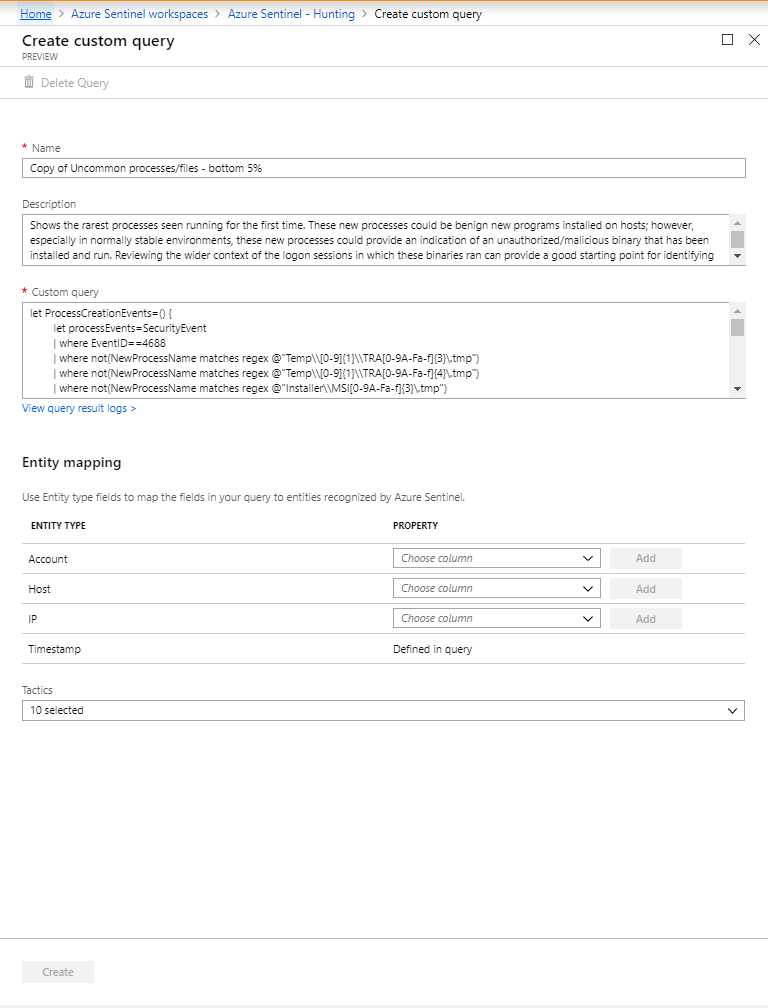 Home > Azure Sentinel workspaces > Azure Sentinel - Hunting > Create custom query
Create custom query
PREVIEW
Delete Query
* Name
Copy of Uncommon processes/files - bottom 5%
Description
Shows the rarest processes seen running for the first time. These new processes could be benign new programs installed on hosts; however,
especially in normally stable environments, these new processes could provide an indication of an unauthorized/malicious binary that has been
installed and run. Reviewing the wider context of the logon sessions in which these binaries ran can provide a good starting point for identifying
* Custom query
let ProcessCreationEvents=() {
let processEvents=SecurityEvent
| where EventID==4688
| where not(NewProcessName matches regex @"Temp\\[0-9]{1}\\TRA[0-9A-Fa-f]{3}\.tmp")
| where not(NewProcessName matches regex @"Temp\\[0-9]{1}\\TRA[0-9A-Fa-f]{4}\.tmp")
| where not(NewProcessName matches regex @"Installer\\MSI[0-9A-Fa-f]{3}\.tmp")
View query result logs >
Entity mapping
Use Entity type fields to map the fields in your query to entities recognized by Azure Sentinel.
ENTITY TYPE PROPERTY
Account Choose column Add
Host Choose column Add
IP Choose column Add
Timestamp Defined in query
Tactics
10 selected
Create